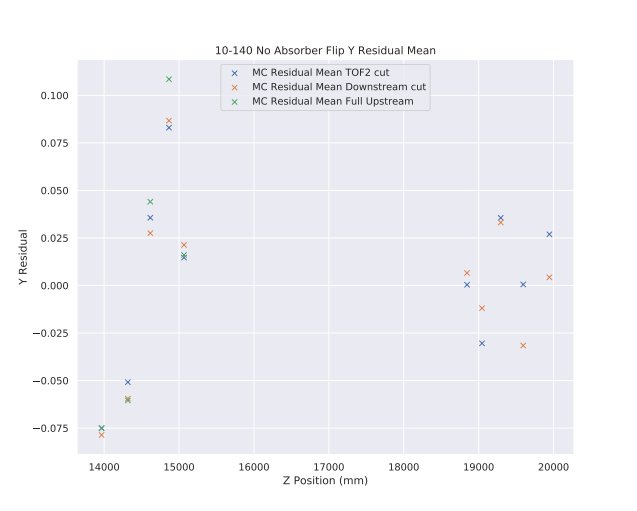 10-140 No Absorber Flip Y Residual Mean
MC Residual Mean TOF2 cut
MC Residual Mean Downstream cut
MC Residual Mean Full Upstream
0.100
0.075
0.050
0.025
0.000
−0.025
−0.050
−0.075
Y Residual
14000 15000 16000 17000 18000 19000 20000
Z Position (mm)